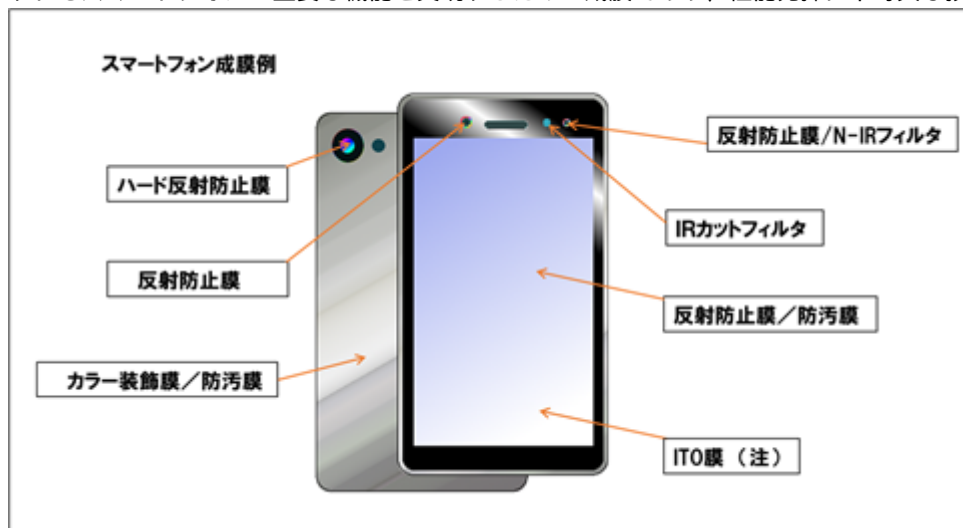 スマートフォン成膜例
反射防止膜/N-IRフィルタ
ハード反射防止膜
IRカットフィルタ
反射防止膜
反射防止膜／防汚膜
カラー装飾膜／防汚膜
ITO膜（注）